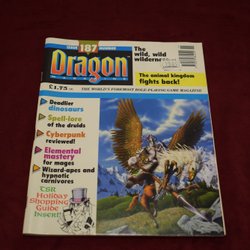 ISSUE 187 NUMBER
Dragon
MAGAZINE
£1.75
The
wild, wild
wilderness
THE WORLD'S FOREMOST ROLE-PLAYING GAME MAGAZINE
The animal kingdom
fights back!
Deadlier
dinosaurs
Spell-lore
of the druids
Cyberpunk
reviewed!
Elemental
mastery
for mages
Wizard-apes and
hypnotic
carnivores
TSR
Holiday
Shopping
Guide
Insert!